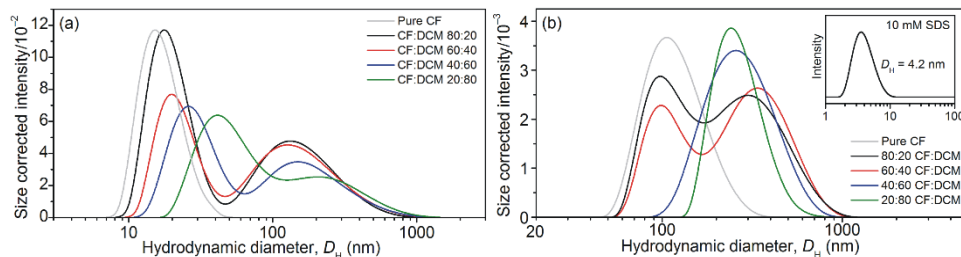 (a)
Size corrected intensity/10⁻²
12
10
8
6
4
2
0
Pure CF
CF:DCM 80:20
CF:DCM 60:40
CF:DCM 40:60
CF:DCM 20:80
10
100
1000
Hydrodynamic diameter, D_H (nm)
(b)
Size corrected intensity/10⁻³
4
3
2
1
0
Intensity
10 mM SDS
D_H = 4.2 nm
1
10
100
Pure CF
80:20 CF:DCM
60:40 CF:DCM
40:60 CF:DCM
20:80 CF:DCM
20
100
1000
Hydrodynamic diameter, D_H (nm)